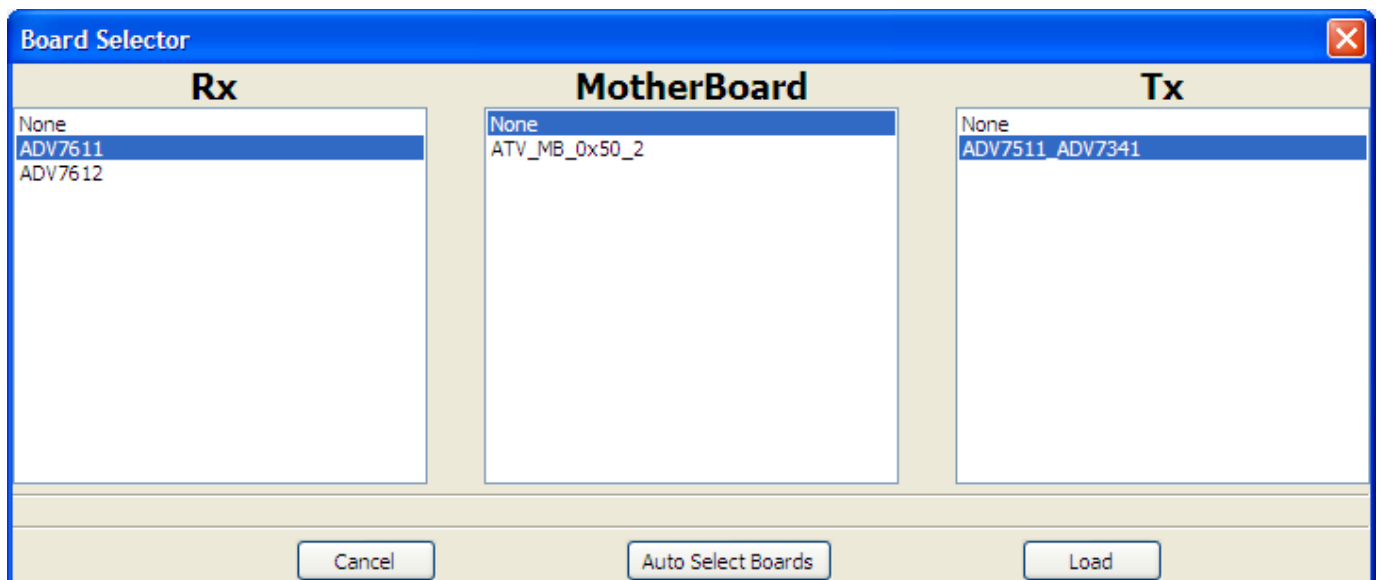 Board Selector
Rx
MotherBoard
Tx
None
ADV7611
ADV7612
None
ATV_MB_0x50_2
None
ADV7511_ADV7341
Cancel
Auto Select Boards
Load